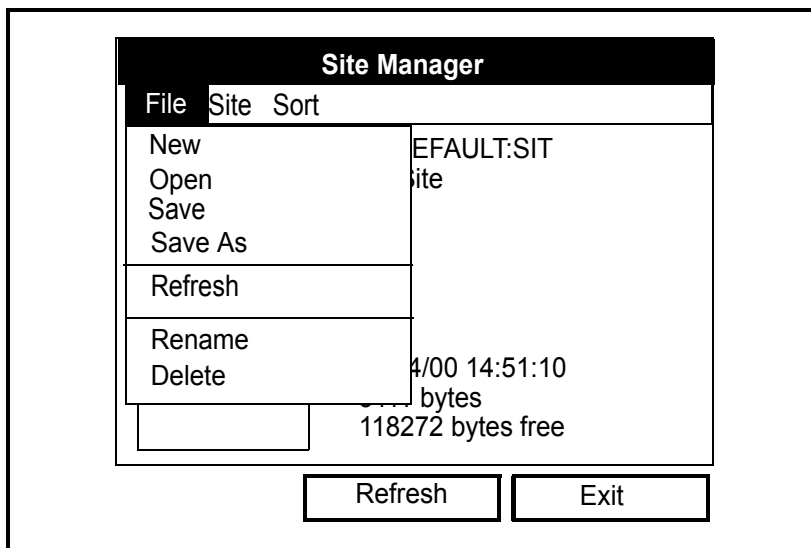 Site Manager
File Site Sort
New
Open
Save
Save As
Refresh
Rename
Delete
EFAULT:SIT
ite
4/00 14:51:10
bytes
118272 bytes free
Refresh
Exit